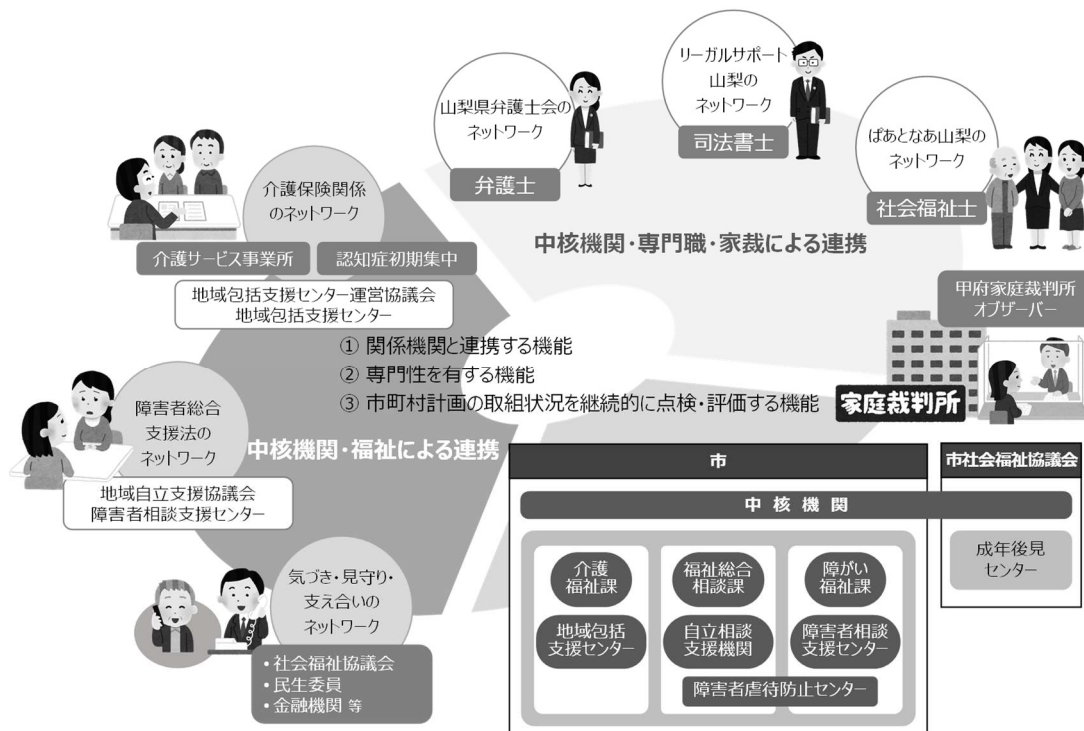 山梨県弁護士会の
ネットワーク
弁護士
リーガルサポート
山梨の
ネットワーク
司法書士
ぱあとなあ山梨の
ネットワーク
社会福祉士
介護保険関係
のネットワーク
介護サービス事業所
認知症初期集中
地域包括支援センター運営協議会
地域包括支援センター
中核機関・専門職・家裁による連携
甲府家庭裁判所
オブザーバー
家庭裁判所
① 関係機関と連携する機能
② 専門性を有する機能
③ 市町村計画の取組状況を継続的に点検・評価する機能
障害者総合
支援法の
ネットワーク
地域自立支援協議会
障害者相談支援センター
中核機関・福祉による連携
気づき・見守り・
支え合いの
ネットワーク
・社会福祉協議会
・民生委員
・金融機関 等
市
市社会福祉協議会
中核機関
介護
福祉課
福祉総合
相談課
障がい
福祉課
地域包括
支援センター
自立相談
支援機関
障害者相談
支援センター
障害者虐待防止センター
成年後見
センター